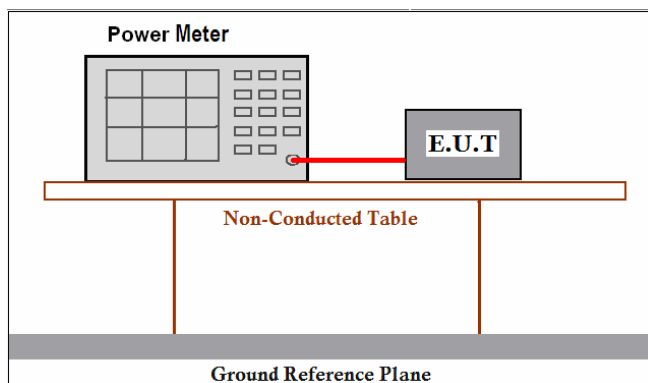 Power Meter
E.U.T
Non-Conducted Table
Ground Reference Plane